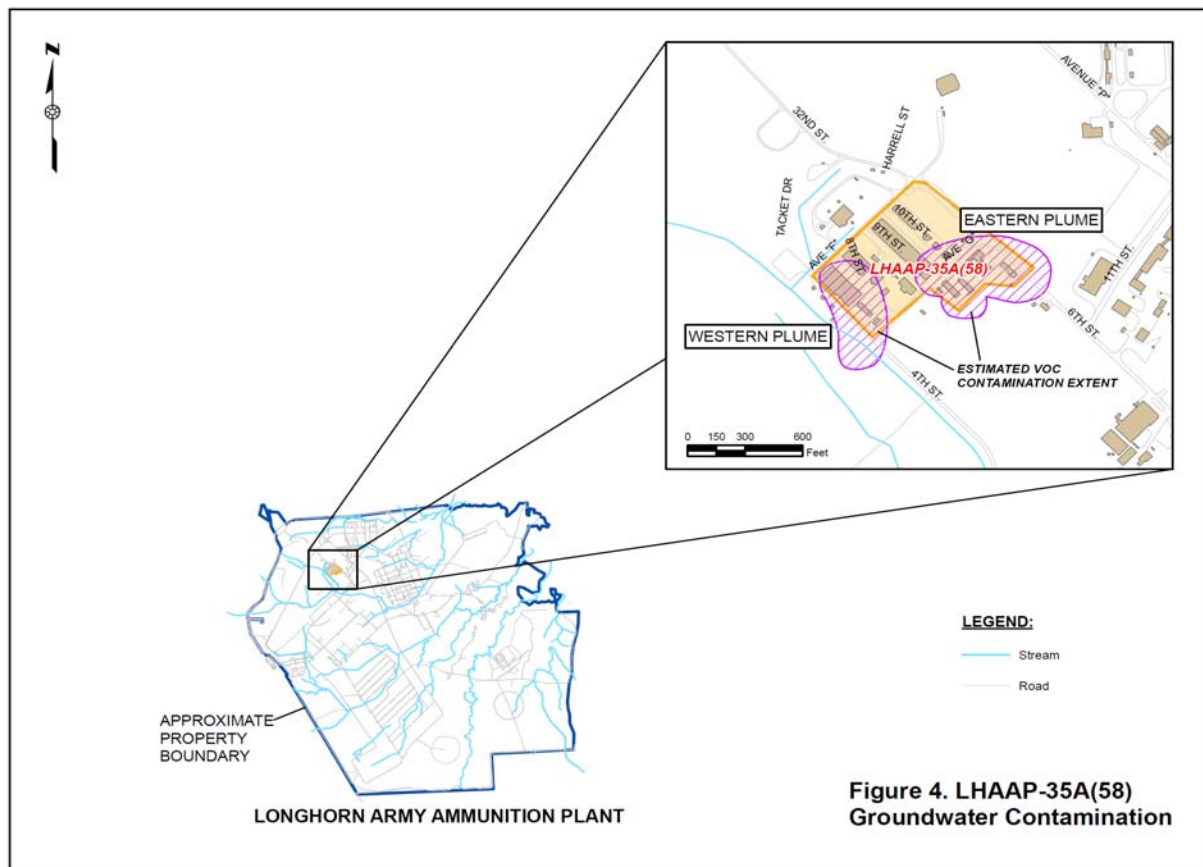 N
AVENUE "P"
32ND ST.
HARRELL ST
TACKET DR
10TH ST.
EASTERN PLUME
9TH ST.
AVE "G"
AVE "F"
8TH ST.
LHAAP-35A(58)
11TH ST.
6TH ST.
WESTERN PLUME
ESTIMATED VOC
CONTAMINATION EXTENT
4TH ST.
0 150 300 600
Feet
LEGEND:
Stream
Road
APPROXIMATE
PROPERTY
BOUNDARY
LONGHORN ARMY AMMUNITION PLANT
Figure 4. LHAAP-35A(58)
Groundwater Contamination